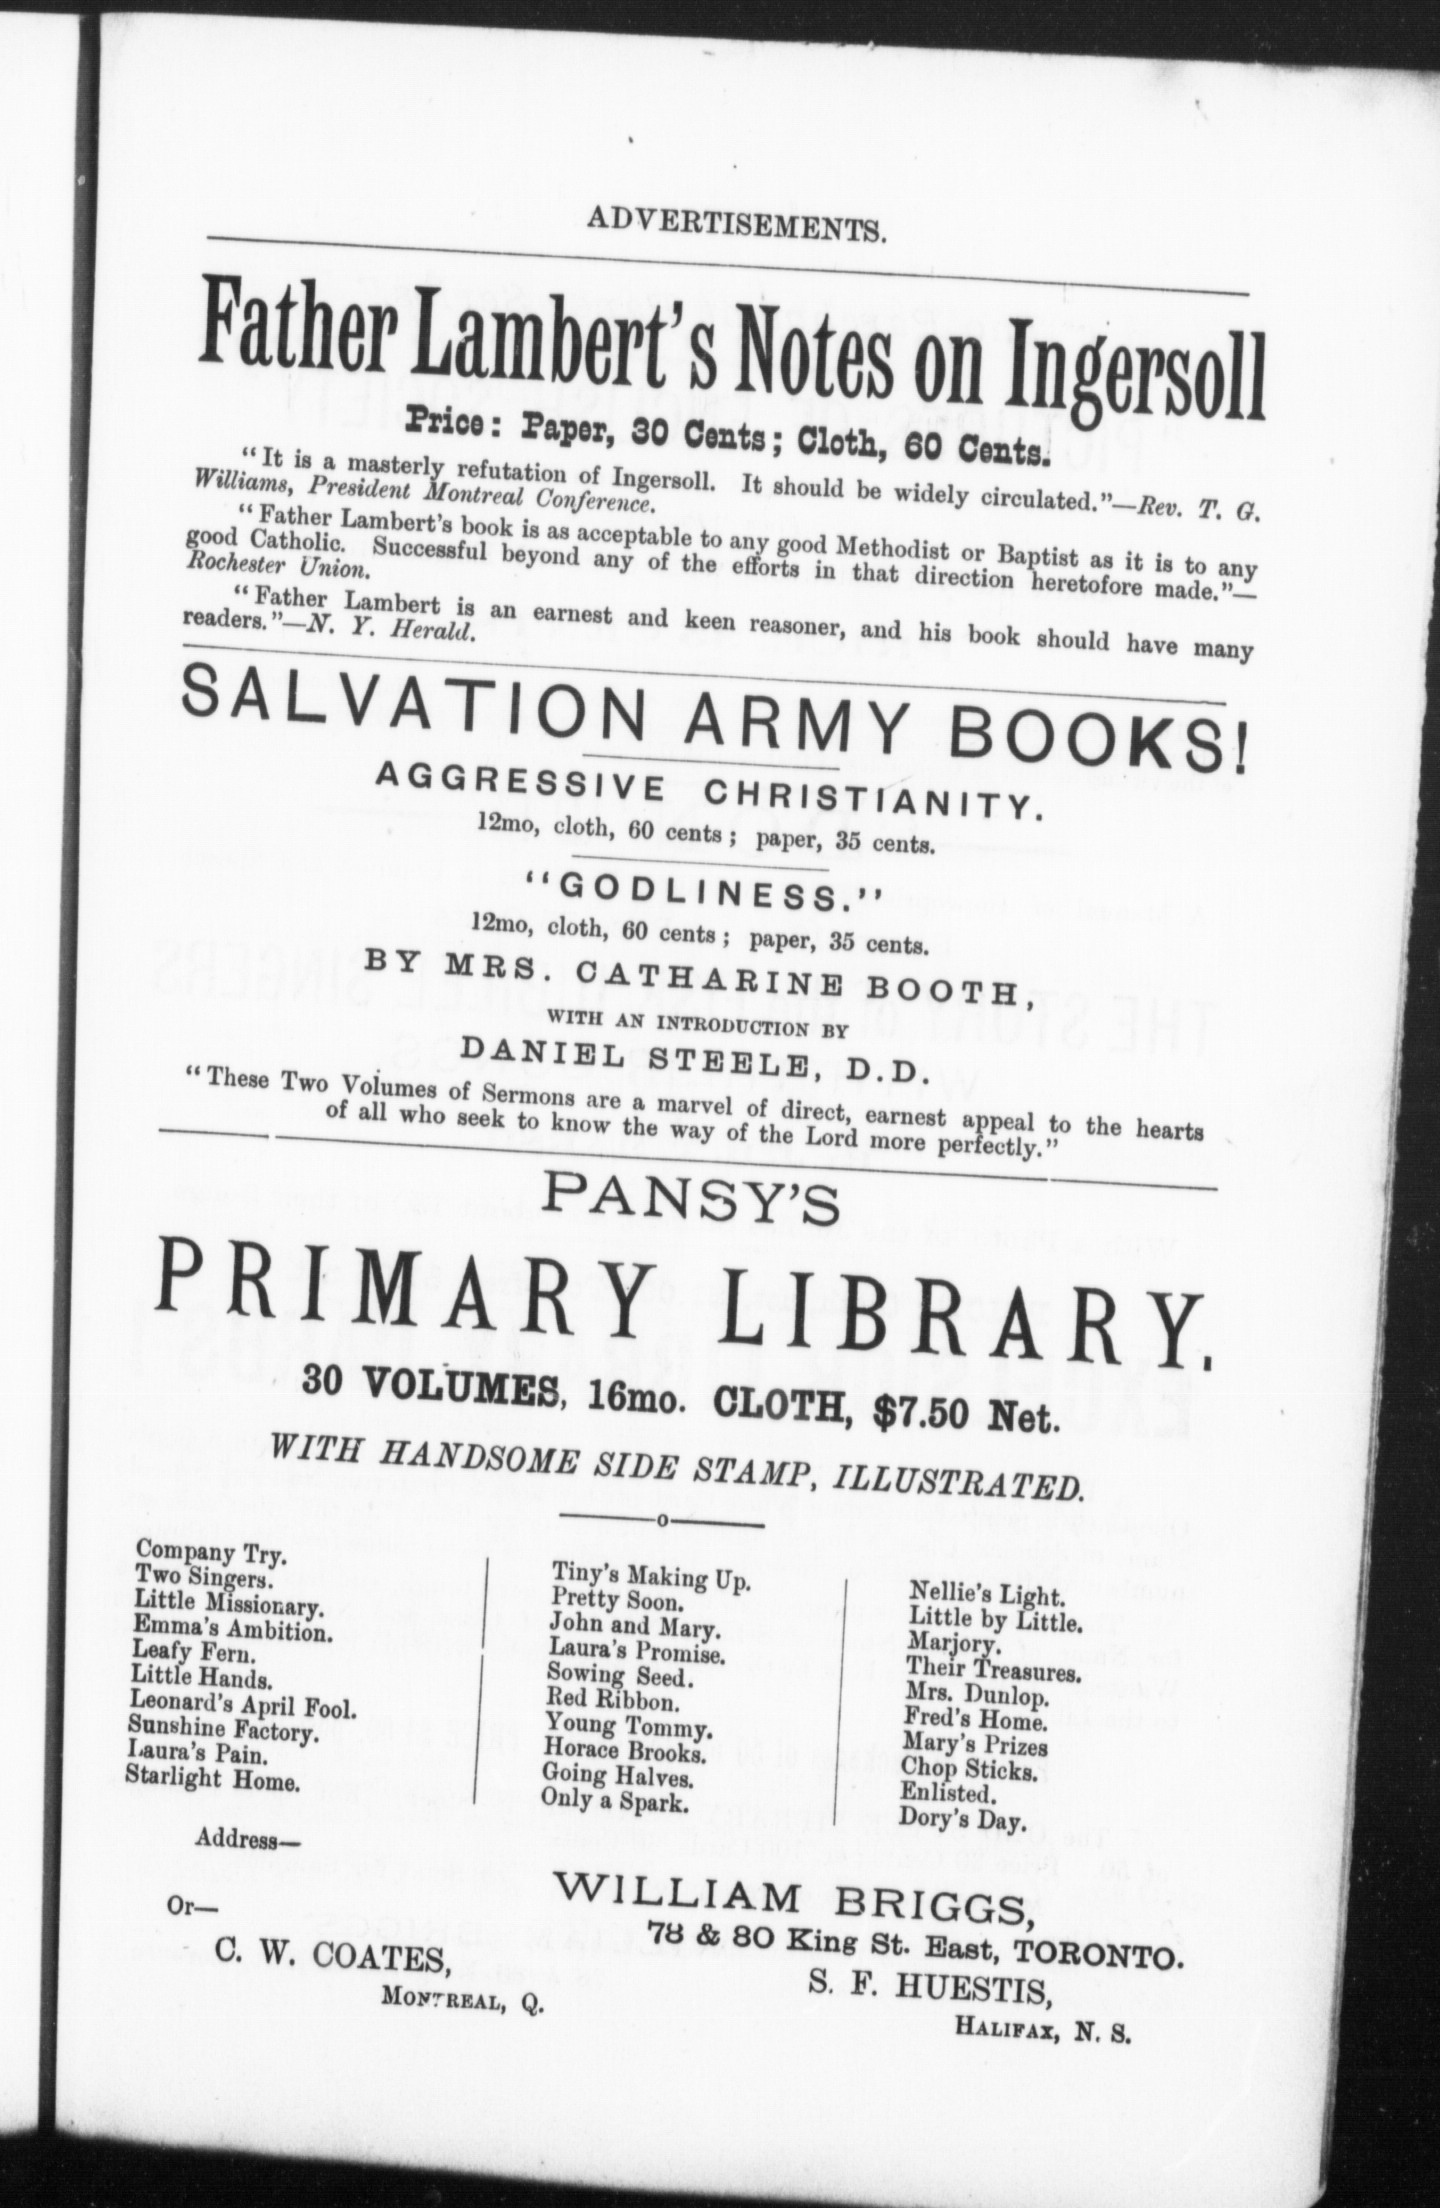 ADVERTISEMENTS.
Father Lambert's Notes on Ingersoll
Price: Paper, 30 Cents; Cloth, 60 Cents.
"It is a masterly refutation of Ingersoll. It should be widely circulated."—Rev. T. G.
Williams, President Montreal Conference.
"Father Lambert's book is as acceptable to any good Methodist or Baptist as it is to any
good Catholic. Successful beyond any of the efforts in that direction heretofore made."—
Rochester Union.
"Father Lambert is an earnest and keen reasoner, and his book should have many
readers."—N. Y. Herald.
SALVATION ARMY BOOKS!
AGGRESSIVE CHRISTIANITY.
12mo, cloth, 60 cents; paper, 35 cents.
"GODLINESS."
12mo, cloth, 60 cents; paper, 35 cents.
BY MRS. CATHARINE BOOTH,
WITH AN INTRODUCTION BY
DANIEL STEELE, D.D.
"These Two Volumes of Sermons are a marvel of direct, earnest appeal to the hearts
of all who seek to know the way of the Lord more perfectly."
PANSY'S
PRIMARY LIBRARY.
30 VOLUMES, 16mo. CLOTH, $7.50 Net.
WITH HANDSOME SIDE STAMP, ILLUSTRATED.
—o—
Company Try.
Two Singers.
Little Missionary.
Emma's Ambition.
Leafy Fern.
Little Hands.
Leonard's April Fool.
Sunshine Factory.
Laura's Pain.
Starlight Home.
Tiny's Making Up.
Pretty Soon.
John and Mary.
Laura's Promise.
Sowing Seed.
Red Ribbon.
Young Tommy.
Horace Brooks.
Going Halves.
Only a Spark.
Nellie's Light.
Little by Little.
Marjory.
Their Treasures.
Mrs. Dunlop.
Fred's Home.
Mary's Prizes
Chop Sticks.
Enlisted.
Dory's Day.
Address—
WILLIAM BRIGGS,
78 & 80 King St. East, TORONTO.
Or—
C. W. COATES,
MONTREAL, Q.
S. F. HUESTIS,
HALIFAX, N. S.